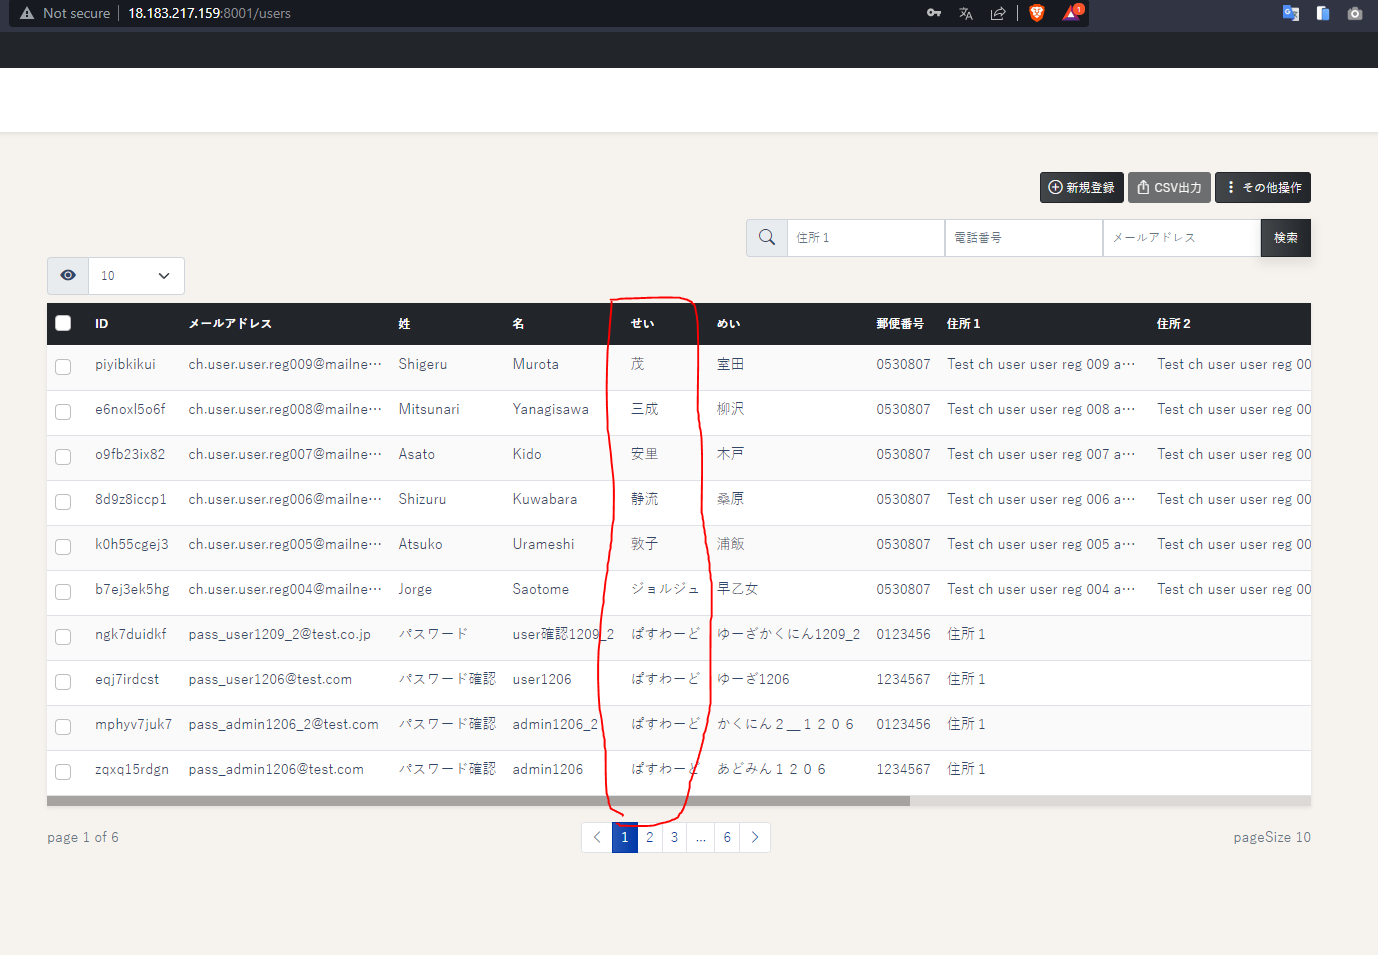 Not secure 18.183.217.159:8001/users 1
新規登録 CSV出力 その他操作
住所１ 電話番号 メールアドレス 検索
10
ID メールアドレス 姓 名 せい めい 郵便番号 住所１ 住所２
piyibkikui ch.user.user.reg009@mailne… Shigeru Murota 茂 室田 0530807 Test ch user user reg 009 a… Test ch user user reg 00
e6noxl5o6f ch.user.user.reg008@mailne… Mitsunari Yanagisawa 三成 柳沢 0530807 Test ch user user reg 008 a… Test ch user user reg 00
o9fb23ix82 ch.user.user.reg007@mailne… Asato Kido 安里 木戸 0530807 Test ch user user reg 007 a… Test ch user user reg 00
8d9z8iccp1 ch.user.user.reg006@mailne… Shizuru Kuwabara 静流 桑原 0530807 Test ch user user reg 006 a… Test ch user user reg 00
k0h55cgej3 ch.user.user.reg005@mailne… Atsuko Urameshi 敦子 浦飯 0530807 Test ch user user reg 005 a… Test ch user user reg 00
b7ej3ek5hg ch.user.user.reg004@mailne… Jorge Saotome ジョルジュ 早乙女 0530807 Test ch user user reg 004 a… Test ch user user reg 00
ngk7duidkf pass_user1209_2@test.co.jp パスワード user確認1209_2 ぱすわーど ゆーざかくにん1209_2 0123456 住所１
eqj7irdcst pass_user1206@test.com パスワード確認 user1206 ぱすわーど ゆーざ1206 1234567 住所１
mphyv7juk7 pass_admin1206_2@test.com パスワード確認 admin1206_2 ぱすわーど かくにん２＿１２０６ 0123456 住所１
zqxq15rdgn pass_admin1206@test.com パスワード確認 admin1206 ぱすわーど あどみん１２０６ 1234567 住所１
page 1 of 6 1 2 3 ... 6 pageSize 10